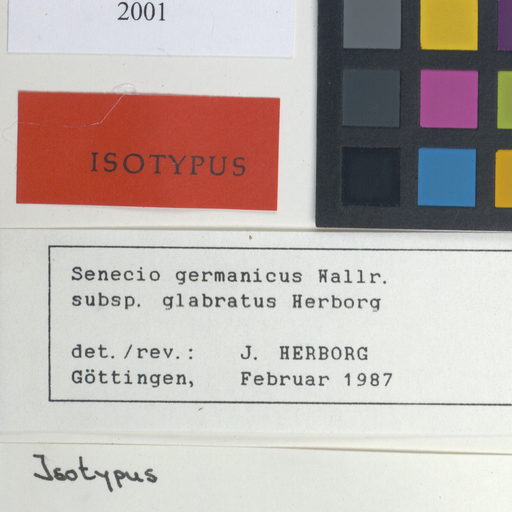 2001
ISOTYPUS
Senecio germanicus Wallr.
subsp. glabratus Herborg
det./rev.: J. HERBORG
Göttingen, Februar 1987
Isotypus